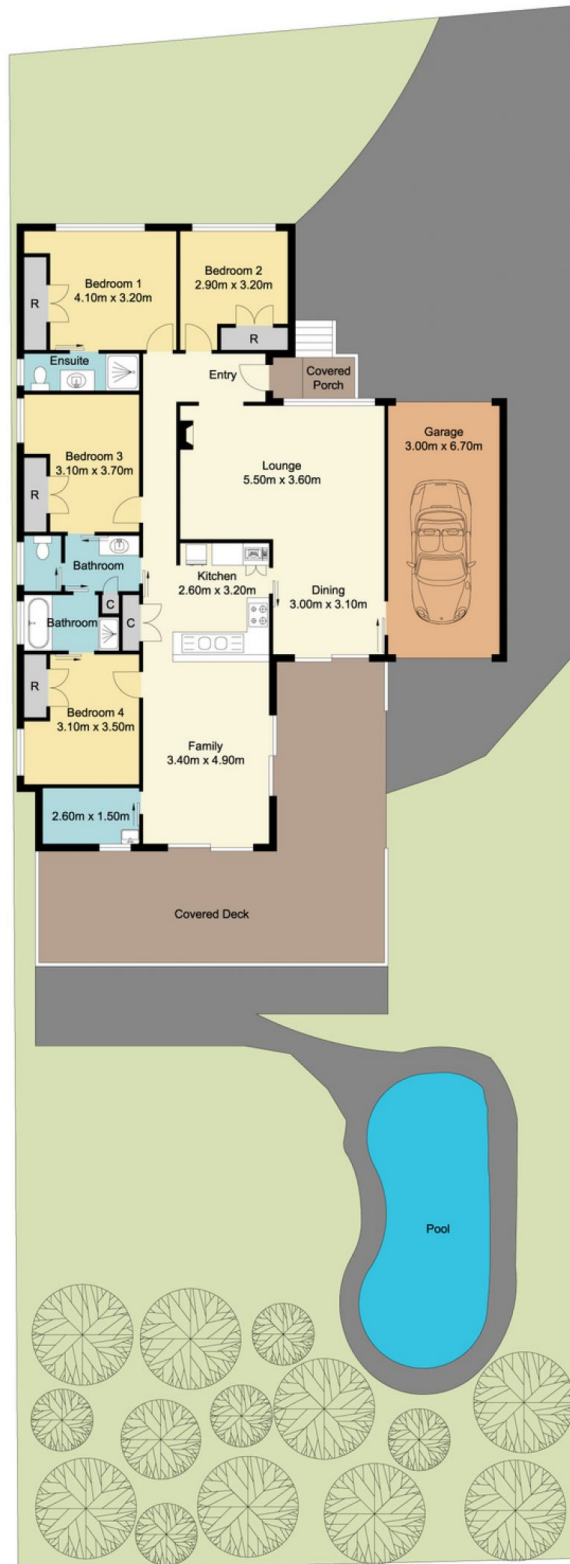 Bedroom 1
4.10m x 3.20m
R
Bedroom 2
2.90m x 3.20m
R
Ensuite
Entry
Covered
Porch
Bedroom 3
3.10m x 3.70m
R
Lounge
5.50m x 3.60m
Garage
3.00m x 6.70m
Bathroom
Kitchen
2.60m x 3.20m
Dining
3.00m x 3.10m
C
C
Bathroom
R
Bedroom 4
3.10m x 3.50m
Family
3.40m x 4.90m
2.60m x 1.50m
Covered Deck
Pool